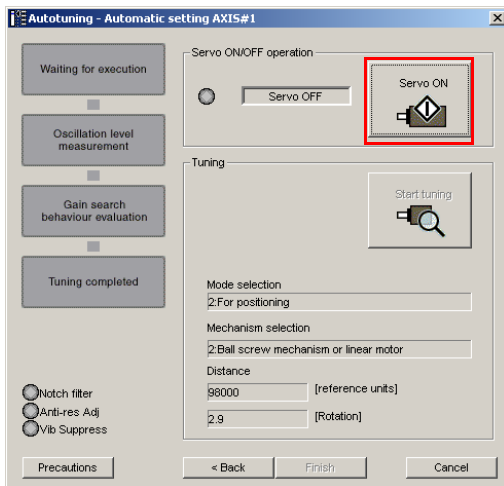 Autotuning - Automatic setting AXIS#1
Waiting for execution
Oscillation level
measurement
Gain search
behaviour evaluation
Tuning completed
Notch filter
Anti-res Adj
Vib Suppress
Servo ON/OFF operation
Servo OFF
Servo ON
Tuning
Start tuning
Mode selection
2:For positioning
Mechanism selection
2:Ball screw mechanism or linear motor
Distance
98000 [reference units]
2.9 [Rotation]
Precautions
< Back
Finish
Cancel